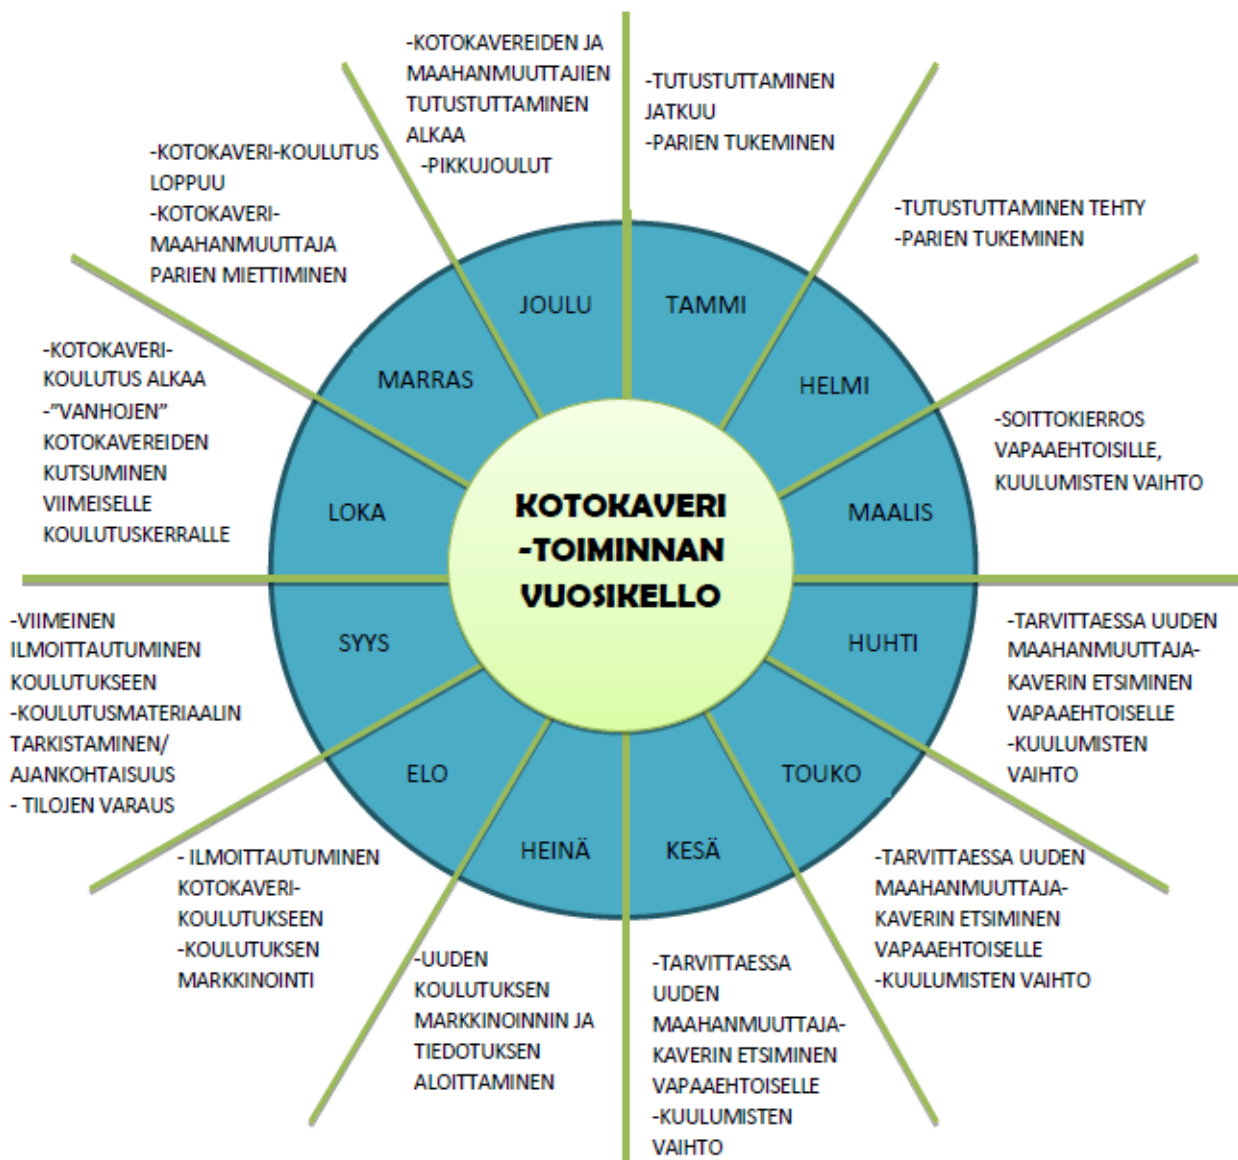 KOTOKAVERI
-TOIMINNAN
VUOSIKELLO
TAMMI
-TUTUSTUTTAMINEN
JATKUU
-PARIEN TUKEMINEN
HELMI
-TUTUSTUTTAMINEN TEHTY
-PARIEN TUKEMINEN
MAALIS
-SOITTOKIERROS
VAPAAEHTOISILLE,
KUULUMISTEN VAIHTO
HUHTI
-TARVITTAESSA UUDEN
MAAHANMUUTTAJA-
KAVERIN ETSIMINEN
VAPAAEHTOISELLE
-KUULUMISTEN
VAIHTO
TOUKO
-TARVITTAESSA UUDEN
MAAHANMUUTTAJA-
KAVERIN ETSIMINEN
VAPAAEHTOISELLE
-KUULUMISTEN VAIHTO
KESÄ
-TARVITTAESSA
UUDEN
MAAHANMUUTTAJA-
KAVERIN ETSIMINEN
VAPAAEHTOISELLE
-KUULUMISTEN
VAIHTO
HEINÄ
-UUDEN
KOULUTUKSEN
MARKKINOINNIN JA
TIEDOTUKSEN
ALOITTAMINEN
ELO
- ILMOITTAUTUMINEN
KOTOKAVERI-
KOULUTUKSEEN
-KOULUTUKSEN
MARKKINOINTI
SYYS
-VIIMEINEN
ILMOITTAUTUMINEN
KOULUTUKSEEN
-KOULUTUSMATERIAALIN
TARKISTAMINEN/
AJANKOHTAISUUS
- TILOJEN VARAUS
LOKA
-KOTOKAVERI-
KOULUTUS ALKAA
-"VANHOJEN"
KOTOKAVEREIDEN
KUTSUMINEN
VIIMEISELLE
KOULUTUSKERRALLE
MARRAS
-KOTOKAVERI-KOULUTUS
LOPPUU
-KOTOKAVERI-
MAAHANMUUTTAJA
PARIEN MIETTIMINEN
JOULU
-KOTOKAVEREIDEN JA
MAAHANMUUTTAJIEN
TUTUSTUTTAMINEN
ALKAA
-PIKKUJOULUT